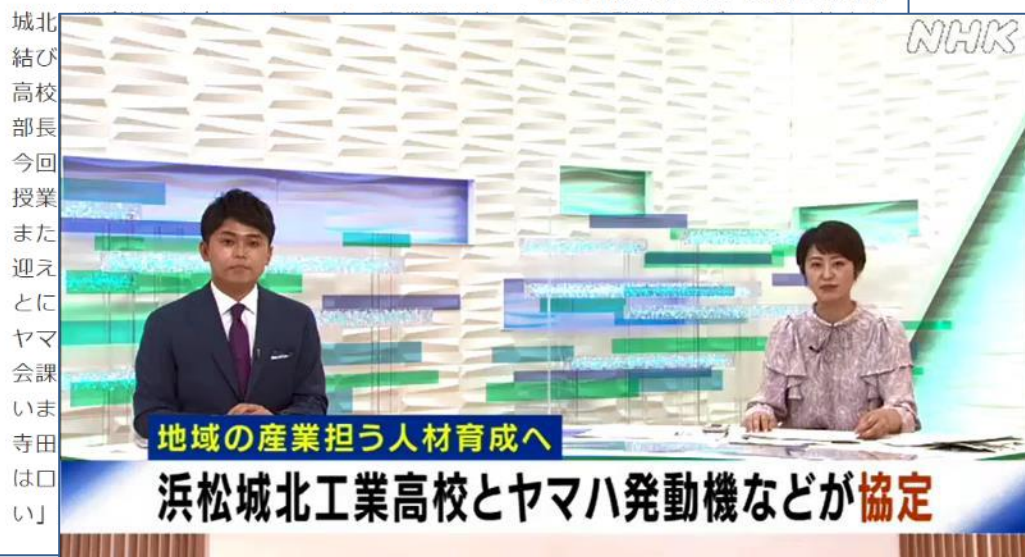 城北
結び
高校
部長
今回
授業
また
迎え
とに
ヤマ
会課
いま
寺田
は口
い」
NHK
地域の産業担う人材育成へ
浜松城北工業高校とヤマハ発動機などが協定